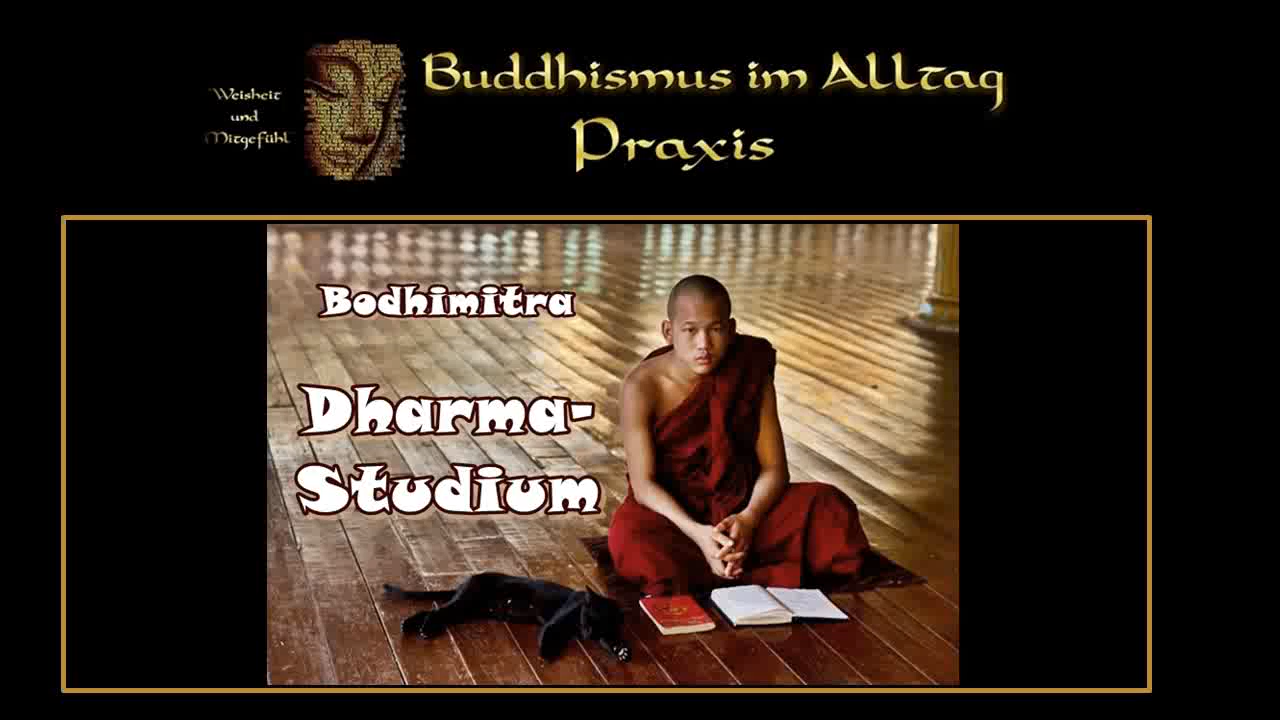 Weisheit
und
Mitgefühl
Buddhismus im Alltag
Praxis
Bodhimitra
Dharma-
Studium